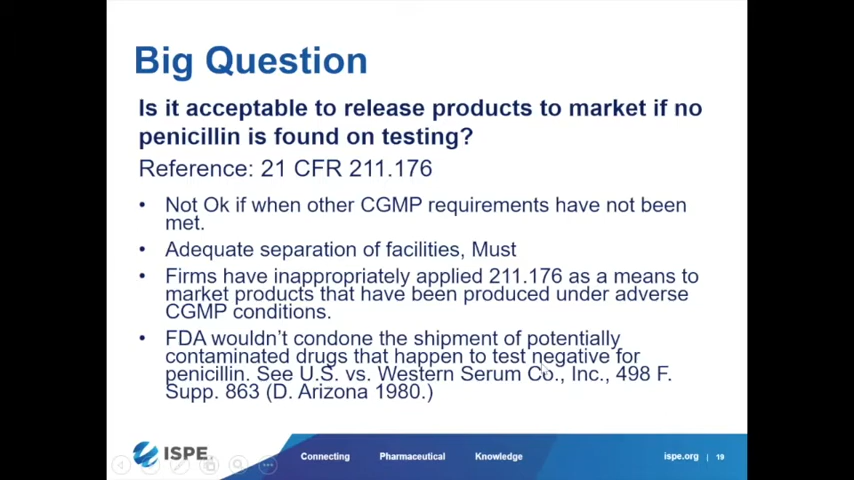 Big Question
Is it acceptable to release products to market if no
penicillin is found on testing?
Reference: 21 CFR 211.176
• Not Ok if when other CGMP requirements have not been
met.
• Adequate separation of facilities, Must
• Firms have inappropriately applied 211.176 as a means to
market products that have been produced under adverse
CGMP conditions.
• FDA wouldn't condone the shipment of potentially
contaminated drugs that happen to test negative for
penicillin. See U.S. vs. Western Serum Co., Inc., 498 F.
Supp. 863 (D. Arizona 1980.)
ISPE.
Connecting Pharmaceutical Knowledge
ispe.org | 19